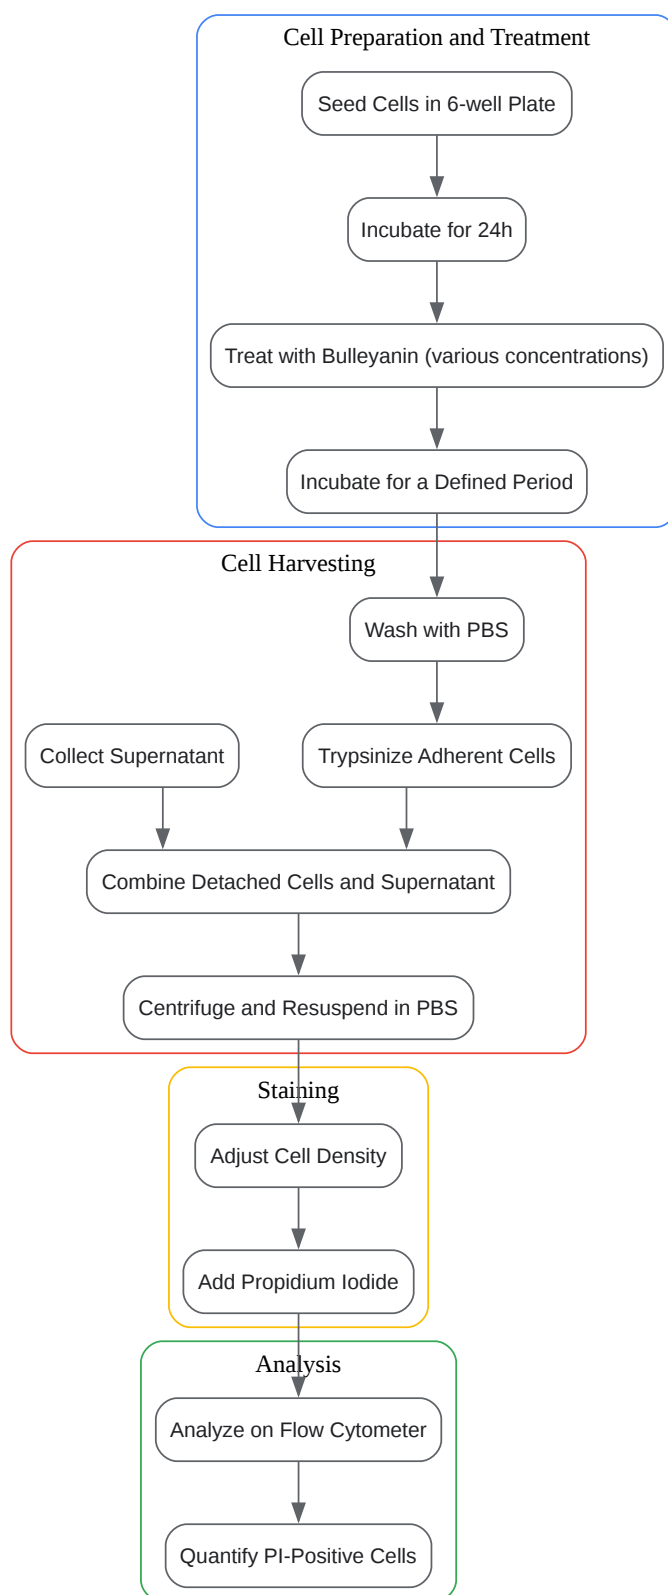 Cell Preparation and Treatment
Seed Cells in 6-well Plate
Incubate for 24h
Treat with Bulleyanin (various concentrations)
Incubate for a Defined Period
Cell Harvesting
Wash with PBS
Collect Supernatant
Trypsinize Adherent Cells
Combine Detached Cells and Supernatant
Centrifuge and Resuspend in PBS
Staining
Adjust Cell Density
Add Propidium Iodide
Analysis
Analyze on Flow Cytometer
Quantify PI-Positive Cells